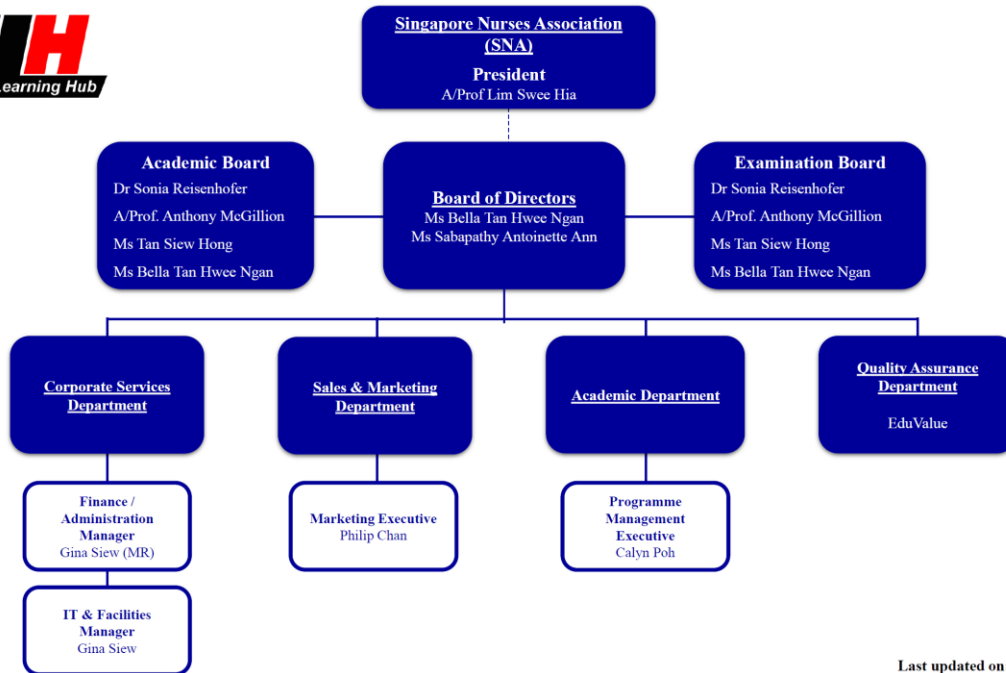 H
Learning Hub
Singapore Nurses Association
(SNA)
President
A/Prof Lim Swee Hia
Academic Board
Dr Sonia Reisenhofer
A/Prof. Anthony McGillion
Ms Tan Siew Hong
Ms Bella Tan Hwee Ngan
Board of Directors
Ms Bella Tan Hwee Ngan
Ms Sabapathy Antoinette Ann
Examination Board
Dr Sonia Reisenhofer
A/Prof. Anthony McGillion
Ms Tan Siew Hong
Ms Bella Tan Hwee Ngan
Corporate Services
Department
Sales & Marketing
Department
Academic Department
Quality Assurance
Department
EduValue
Finance /
Administration
Manager
Gina Siew (MR)
Marketing Executive
Philip Chan
Programme
Management
Executive
Calyn Poh
IT & Facilities
Manager
Gina Siew
Last updated on